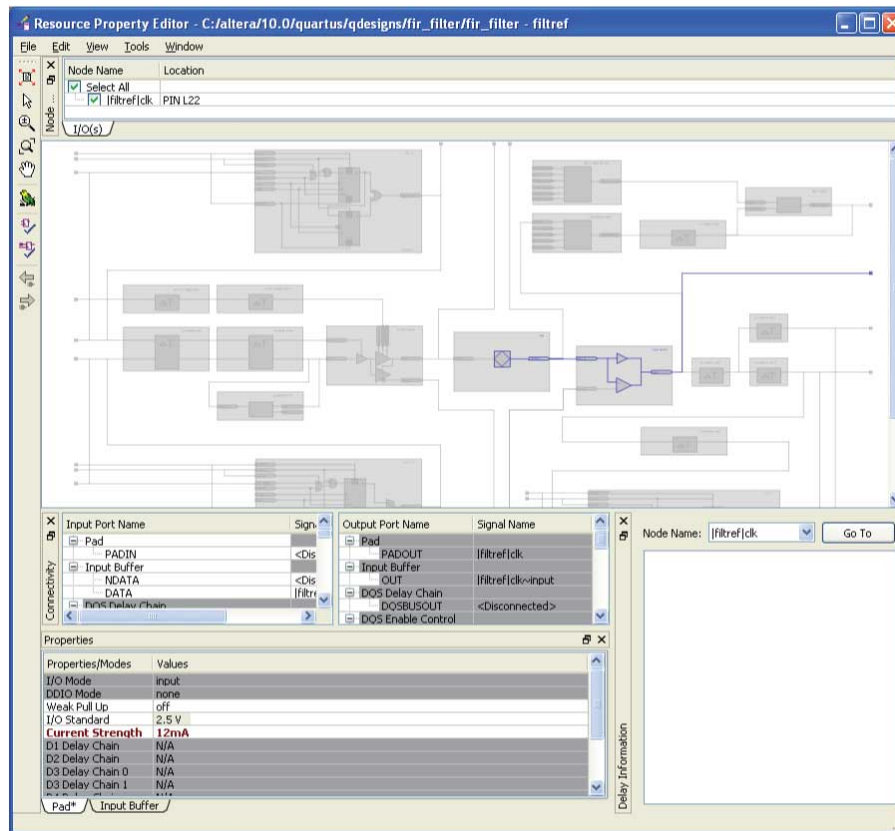 Resource Property Editor - C:/altera/10.0/quartus/qdesigns/fir_filter/fir_filter - filtref
File Edit View Tools Window
Node ...
Node Name Location
Select All
|filtref|clk PIN L22
I/O(s)
Connectivity
Input Port Name Sign
Pad
PADIN <Dis
Input Buffer
NDATA <Dis
DATA |filtre
DQS Delay Chain
Output Port Name Signal Name
Pad
PADOUT |filtref|clk
Input Buffer
OUT |filtref|clk~input
DQS Delay Chain
DQSBUSOUT <Disconnected>
DQS Enable Control
Delay Information
Node Name: |filtref|clk Go To
Properties
Properties/Modes Values
I/O Mode input
DDIO Mode none
Weak Pull Up off
I/O Standard 2.5 V
Current Strength 12mA
D1 Delay Chain N/A
D2 Delay Chain N/A
D3 Delay Chain 0 N/A
D3 Delay Chain 1 N/A
Pad* Input Buffer